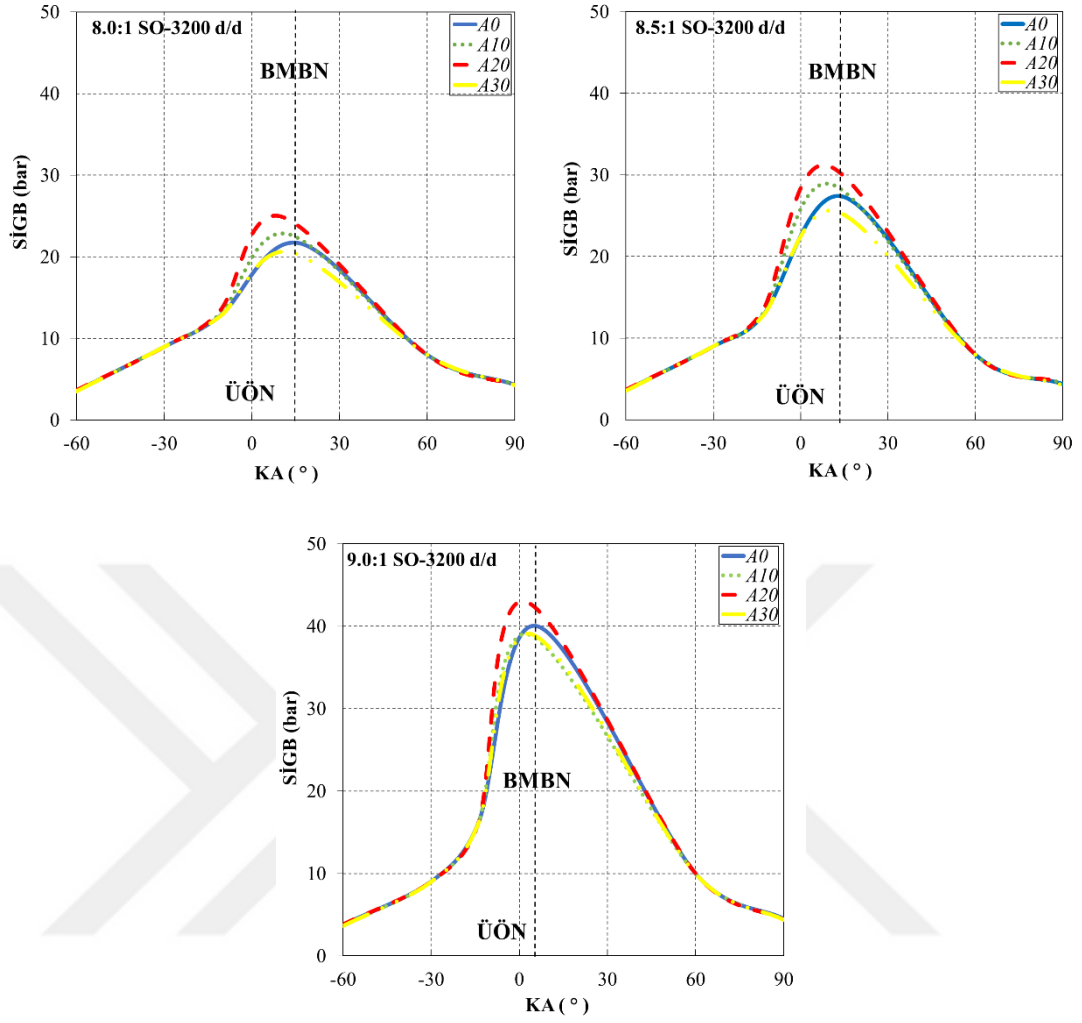 8.0:1 SO-3200 d/d
A0
A10
A20
A30
BMBN
ÜÖN
SİGB (bar)
50
40
30
20
10
0
-60 -30 0 30 60 90
KA ( ° )
8.5:1 SO-3200 d/d
A0
A10
A20
A30
BMBN
ÜÖN
SİGB (bar)
50
40
30
20
10
0
-60 -30 0 30 60 90
KA ( ° )
9.0:1 SO-3200 d/d
A0
A10
A20
A30
BMBN
ÜÖN
SİGB (bar)
50
40
30
20
10
0
-60 -30 0 30 60 90
KA ( ° )